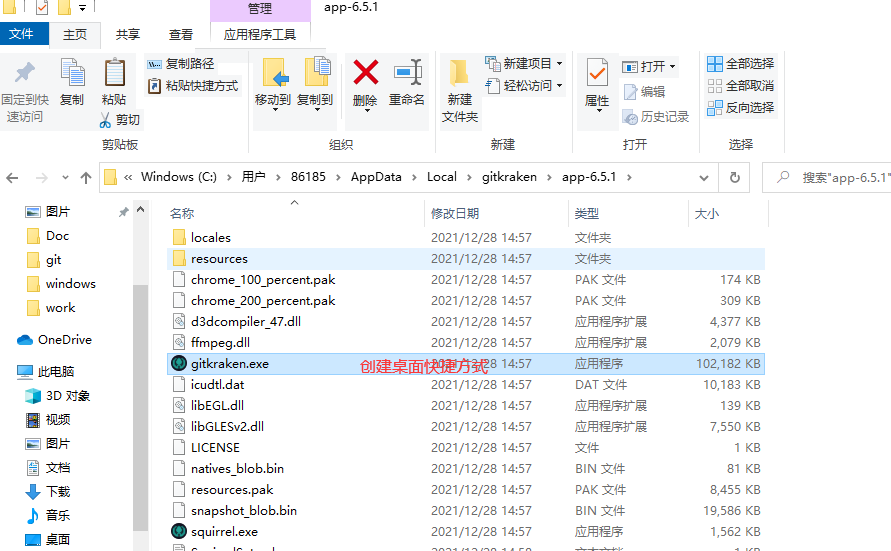 管理 app-6.5.1
文件 主页 共享 查看 应用程序工具
固定到快速访问
复制
粘贴
复制路径
粘贴快捷方式
剪切
移动到 复制到
删除 重命名
新建文件夹
新建项目
轻松访问
属性
打开
编辑
历史记录
全部选择
全部取消
反向选择
剪贴板 组织 新建 打开 选择
« Windows (C:) › 用户 › 86185 › AppData › Local › gitkraken › app-6.5.1 ›
搜索"app-6.5.1"
图片
Doc
git
windows
work
OneDrive
此电脑
3D 对象
视频
图片
文档
下载
音乐
桌面
名称 修改日期 类型 大小
locales 2021/12/28 14:57 文件夹
resources 2021/12/28 14:57 文件夹
chrome_100_percent.pak 2021/12/28 14:57 PAK 文件 174 KB
chrome_200_percent.pak 2021/12/28 14:57 PAK 文件 309 KB
d3dcompiler_47.dll 2021/12/28 14:57 应用程序扩展 4,377 KB
ffmpeg.dll 2021/12/28 14:57 应用程序扩展 2,079 KB
gitkraken.exe 2021/12/28 14:57 应用程序 102,182 KB
创建桌面快捷方式
icudtl.dat 2021/12/28 14:57 DAT 文件 10,183 KB
libEGL.dll 2021/12/28 14:57 应用程序扩展 139 KB
libGLESv2.dll 2021/12/28 14:57 应用程序扩展 7,550 KB
LICENSE 2021/12/28 14:57 文件 1 KB
natives_blob.bin 2021/12/28 14:57 BIN 文件 81 KB
resources.pak 2021/12/28 14:57 PAK 文件 8,455 KB
snapshot_blob.bin 2021/12/28 14:57 BIN 文件 19,586 KB
squirrel.exe 2021/12/28 14:57 应用程序 1,562 KB